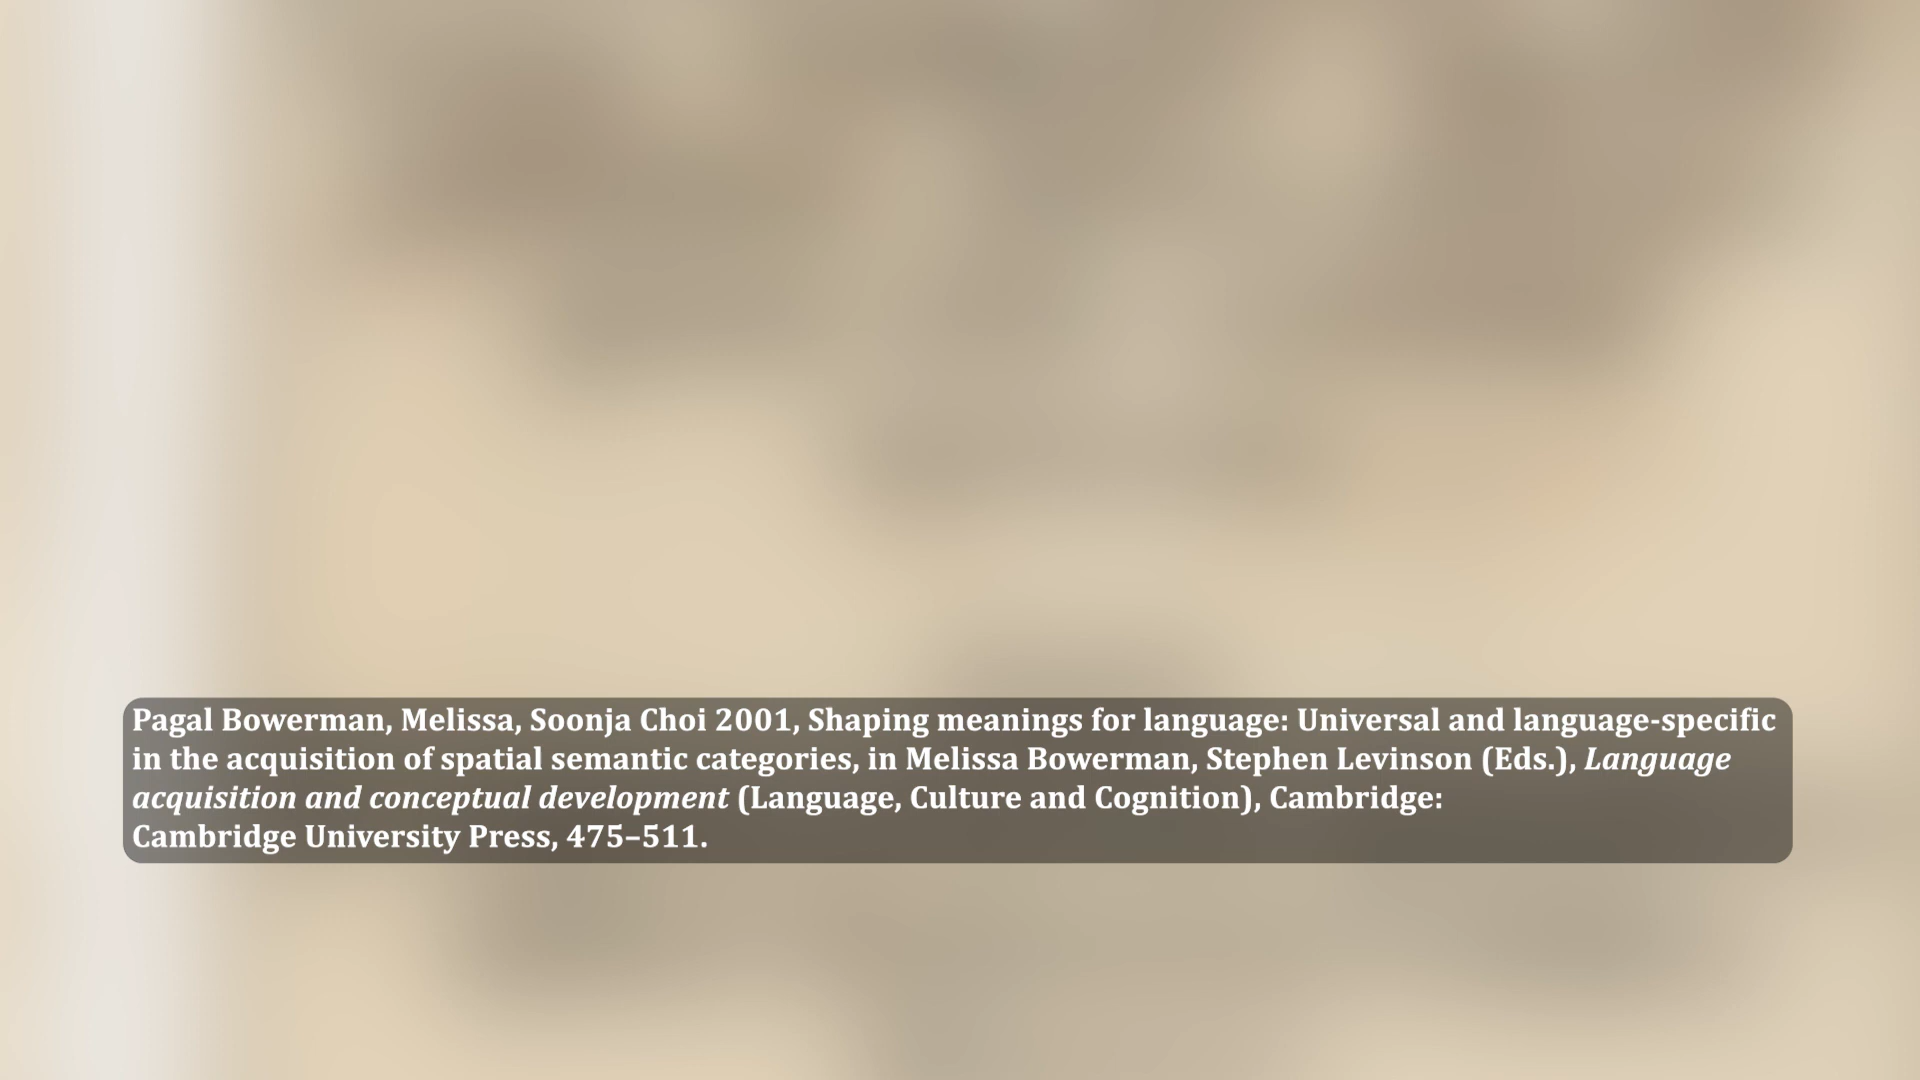 Pagal Bowerman, Melissa, Soonja Choi 2001, Shaping meanings for language: Universal and language-specific
in the acquisition of spatial semantic categories, in Melissa Bowerman, Stephen Levinson (Eds.), Language
acquisition and conceptual development (Language, Culture and Cognition), Cambridge:
Cambridge University Press, 475–511.